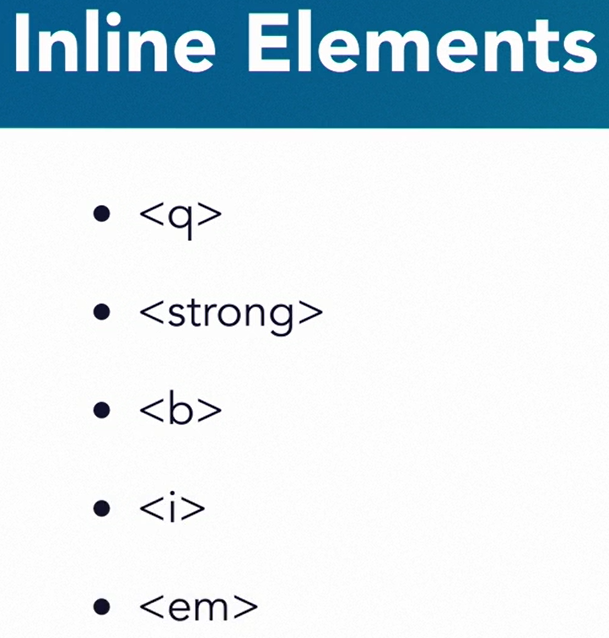 Inline Elements
• <q>
• <strong>
• <b>
• <i>
• <em>